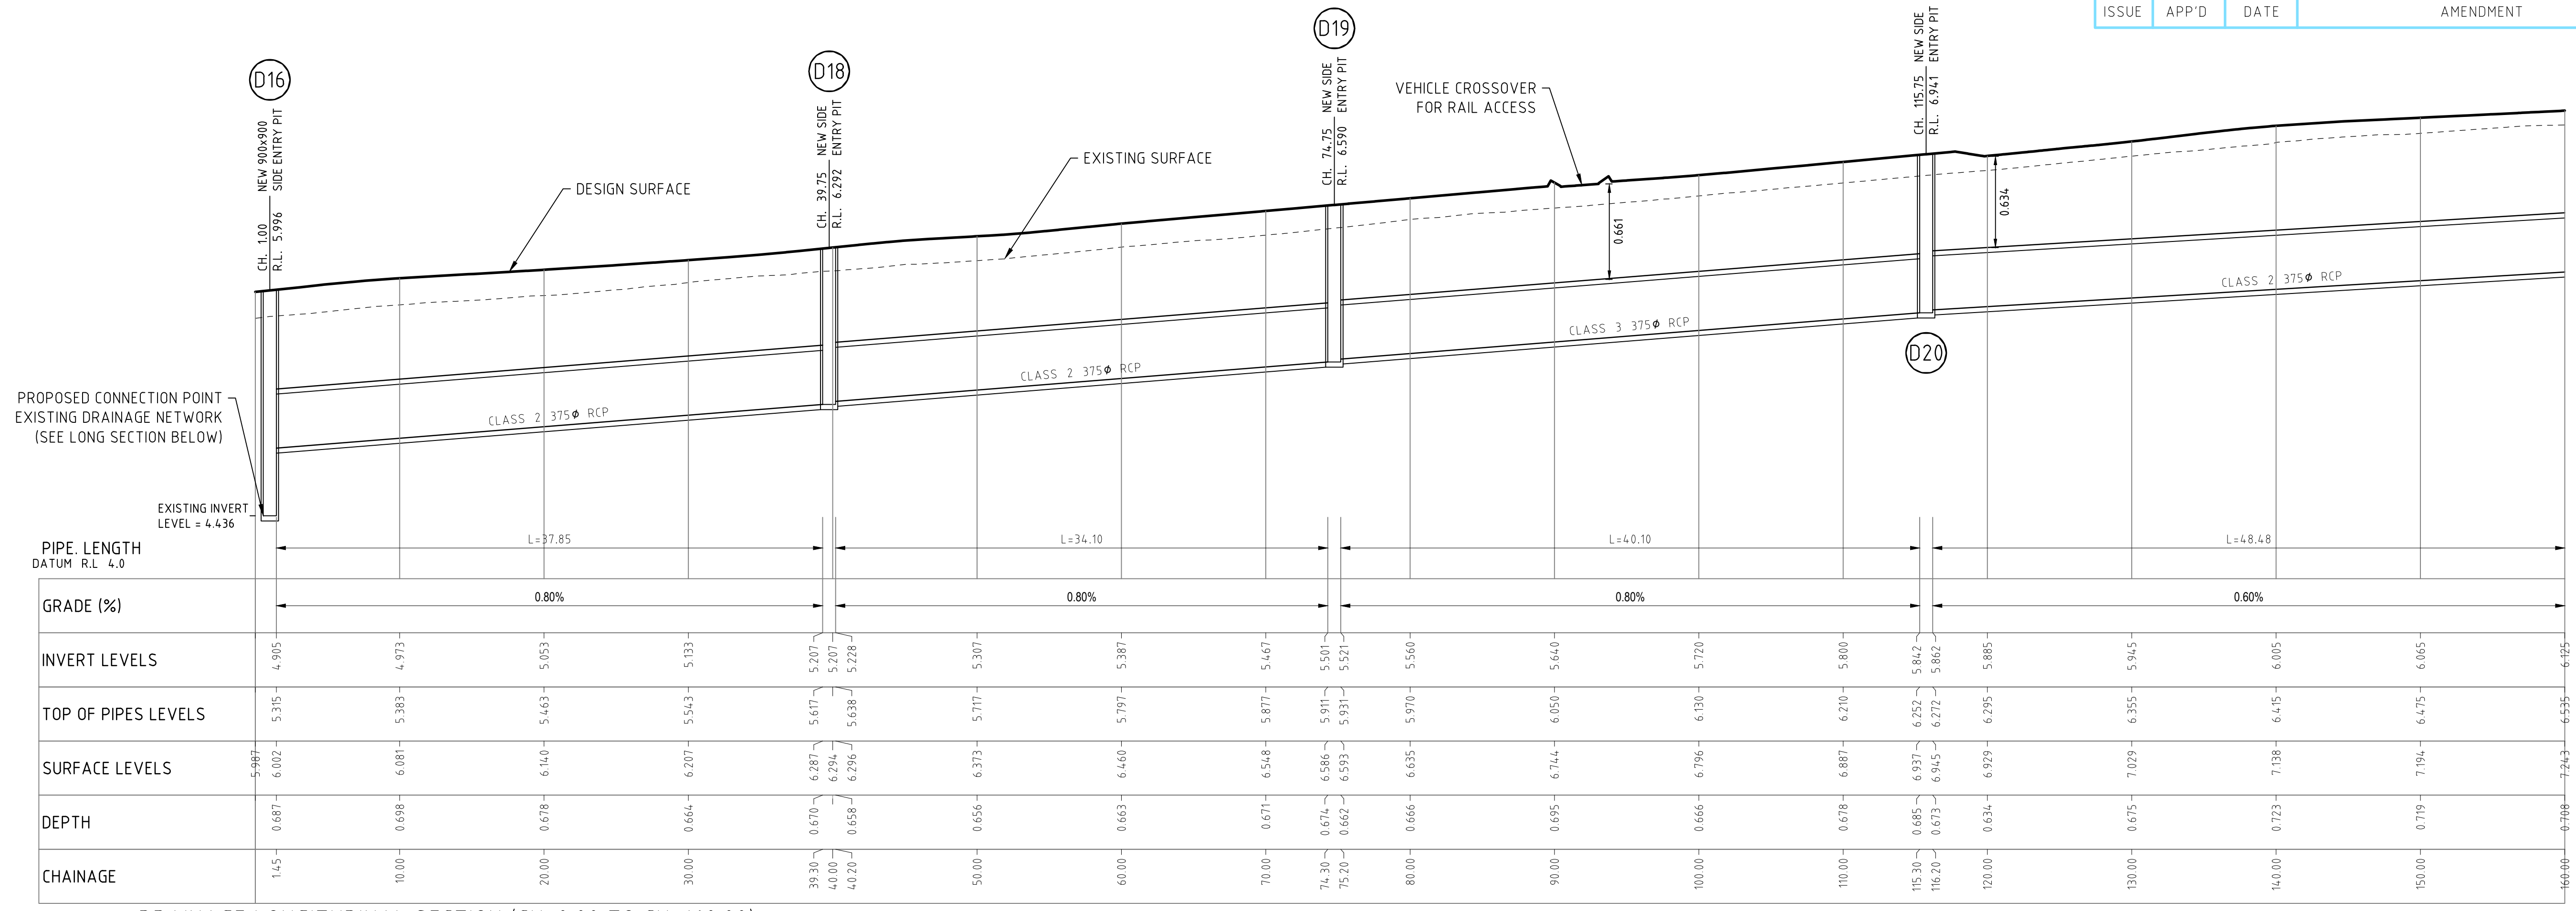 ISSUE APP'D DATE AMENDMENT
D16
CH. 1.00 NEW 900x900
R.L. 5.996 SIDE ENTRY PIT
D18
CH. 39.75 NEW SIDE
R.L. 6.292 ENTRY PIT
D19
CH. 74.75 NEW SIDE
R.L. 6.590 ENTRY PIT
CH. 115.75 NEW SIDE
R.L. 6.941 ENTRY PIT
D20
VEHICLE CROSSOVER
FOR RAIL ACCESS
EXISTING SURFACE
DESIGN SURFACE
0.661
0.634
CLASS 2 375Ø RCP
CLASS 2 375Ø RCP
CLASS 3 375Ø RCP
CLASS 2 375Ø RCP
PROPOSED CONNECTION POINT
EXISTING DRAINAGE NETWORK
(SEE LONG SECTION BELOW)
EXISTING INVERT
LEVEL = 4.436
PIPE. LENGTH L=37.85 L=34.10 L=40.10 L=48.48
DATUM R.L 4.0
GRADE (%) 0.80% 0.80% 0.80% 0.60%
INVERT LEVELS 4.905 4.973 5.053 5.137 5.207 5.207 5.228 5.307 5.387 5.467 5.501 5.521 5.560 5.640 5.720 5.800 5.842 5.862 5.885 5.945 6.005 6.065 6.125
TOP OF PIPES LEVELS 5.315 5.383 5.463 5.543 5.617 5.638 5.717 5.797 5.877 5.911 5.931 5.970 6.050 6.130 6.210 6.252 6.272 6.295 6.355 6.415 6.475 6.535
SURFACE LEVELS 5.987 6.002 6.081 6.140 6.207 6.287 6.294 6.296 6.373 6.460 6.548 6.586 6.593 6.635 6.744 6.796 6.887 6.937 6.945 6.929 7.029 7.138 7.194 7.243
DEPTH 0.687 0.698 0.678 0.664 0.670 0.658 0.656 0.663 0.671 0.674 0.662 0.666 0.695 0.666 0.678 0.685 0.673 0.634 0.675 0.723 0.719 0.708
CHAINAGE 1.45 10.00 20.00 30.00 39.30 40.00 40.20 50.00 60.00 70.00 74.30 75.20 80.00 90.00 100.00 110.00 115.30 116.20 120.00 130.00 140.00 150.00 160.00